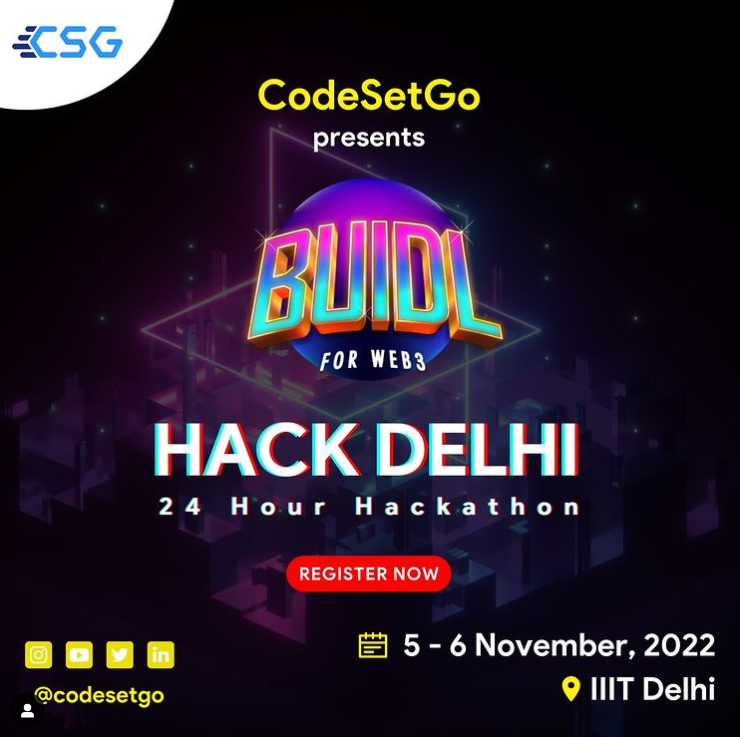 CSG
CodeSetGo
presents
BUIDL
FOR WEB3
HACK DELHI
24 Hour Hackathon
REGISTER NOW
5 - 6 November, 2022
IIIT Delhi
@codesetgo